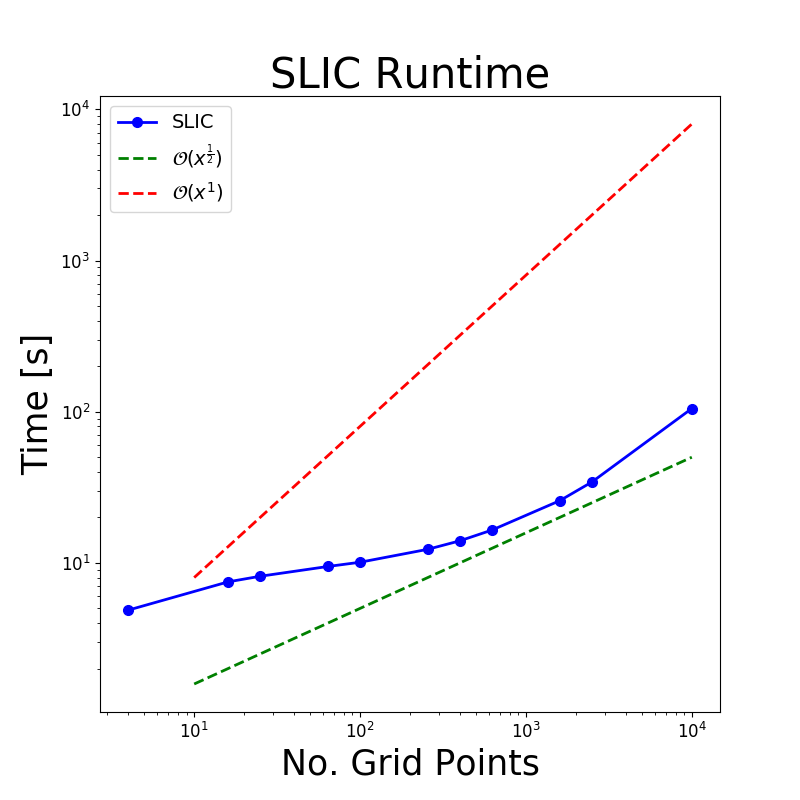 SLIC Runtime
SLIC
𝒪(x^{1/2})
𝒪(x^1)
Time [s]
10^4
10^3
10^2
10^1
10^1 10^2 10^3 10^4
No. Grid Points